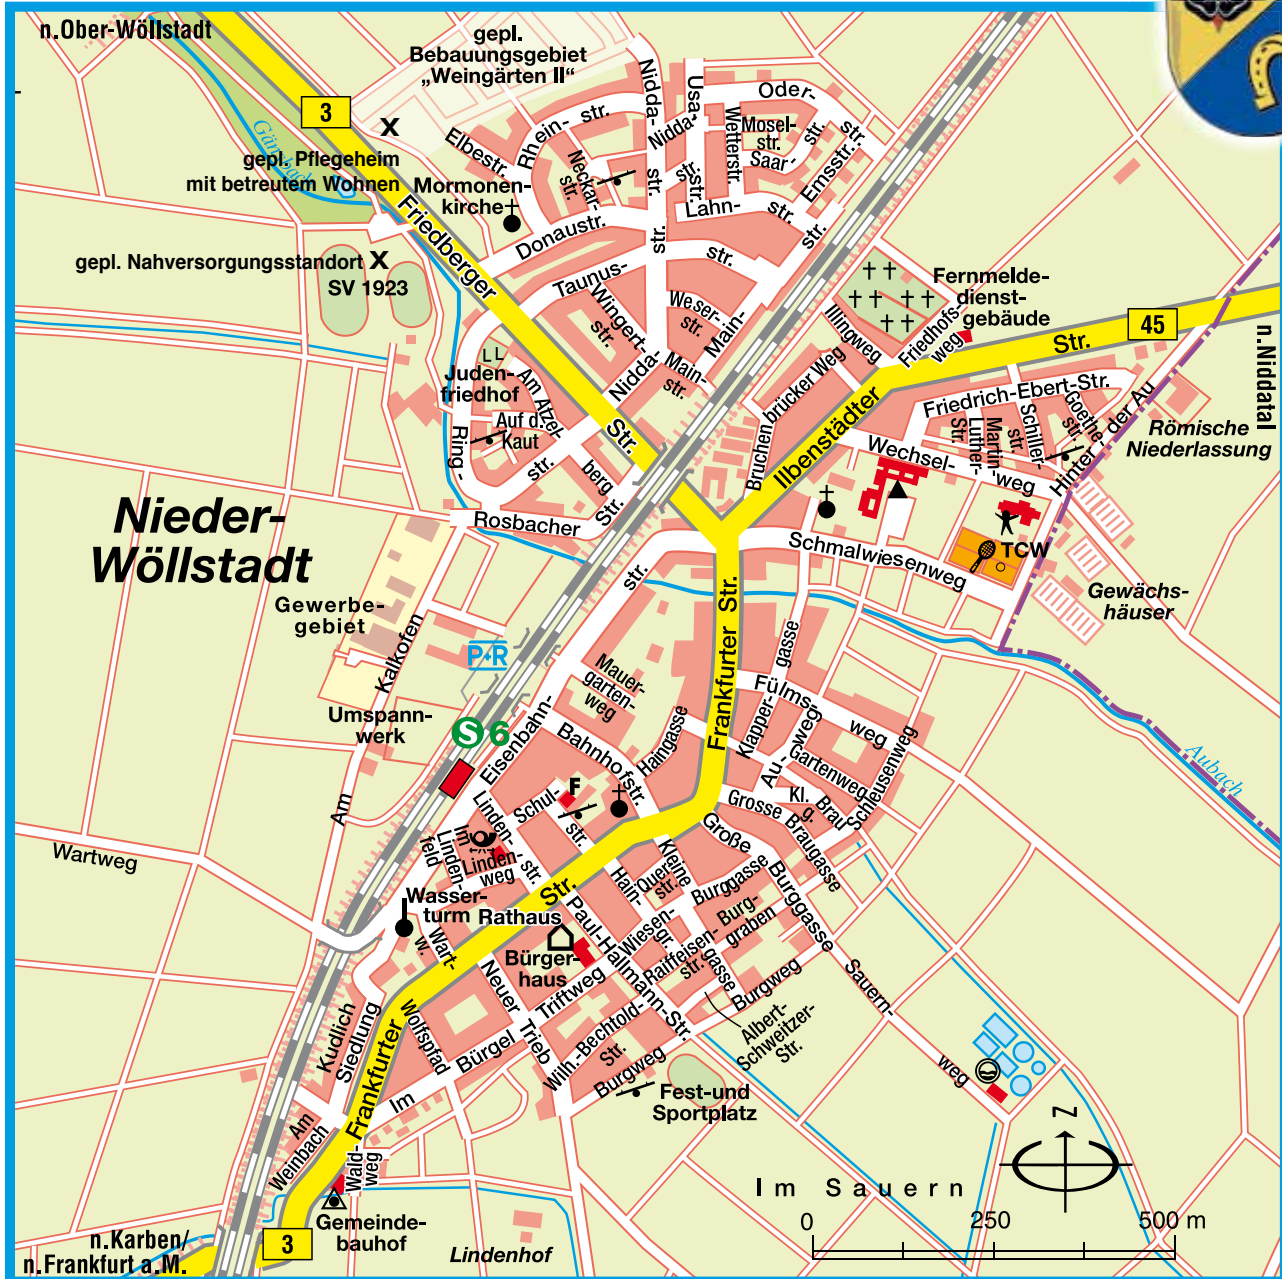 n.Ober-Wöllstadt
gepl.
Bebauungsgebiet
„Weingärten II“
3
X
gepl. Pflegeheim
mit betreutem Wohnen
Mormonen-
kirche
Elbestr.
Rhein-
str.
Neckar-
str.
Nidda-
str.
Nidda-
str.
Usa-
str.
Wetterstr.
Oder-
str.
Mosel-
str.
Saar-
str.
Emsstr.
Lahn-
str.
Donaustr.
Friedberger
Str.
gepl. Nahversorgungsstandort X
SV 1923
Taunus-
str.
Wingert-
str.
Weser-
str.
Main-
str.
Main-
str.
Nidda-
str.
L L
Juden-
friedhof
Am Atzel-
berg
Auf d.
Kaut
Ring-
str.
Rosbacher
Str.
Illingweg
Friedhofs-
weg
Fernmelde-
dienst-
gebäude
45
n.Niddatal
Bruchenbrücker Weg
Ilbenstädter
Str.
Friedrich-Ebert-Str.
Wechsel-
weg
Martin-
Luther-
Str.
Schiller-
str.
Goethe-
str.
Hinter der Au
Römische
Niederlassung
TCW
Schmalwiesenweg
Gewächs-
häuser
Nieder-
Wöllstadt
Gewerbe-
gebiet
Am
Kalkofen
P+R
Umspann-
werk
S 6
Eisenbahn-
str.
Mauer-
garten-
weg
Bahnhofstr.
Haingasse
Frankfurter Str.
Klapper-
gasse
Fülms-
weg
Au-
weg
Gartenweg
Schleusenweg
Kl.
Brau
g.
Grosse Braugasse
Aubach
Wartweg
Linden-
str.
Schul-
str.
F
Im
Linden-
feld
Linden
weg
Wasser-
turm
Rathaus
Bürger-
haus
Wart-
w.
Hain-
Kleine
Quer-
str.
Große
Burggasse
Burggasse
Wiesen-
gr.
gasse
Burg-
graben
Raiffeisen-
str.
Paul-Hallmann-Str.
Triftweg
Neuer
Trieb
Burgweg
Albert-
Schweitzer-
Str.
Wilh.-Bechtold-
Str.
Burgweg
Fest-und
Sportplatz
Sauern-
weg
Kudlich
Siedlung
Wolfspfad
Im
Bürgel
Frankfurter
Str.
Am
Weinbach
Wald-
weg
Gemeinde-
bauhof
3
n.Karben/
n.Frankfurt a.M.
Lindenhof
Im Sauern
N
0 250 500 m